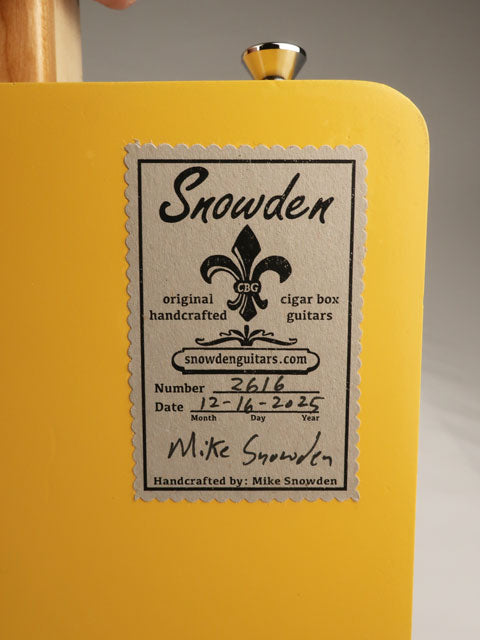 Snowden
CBG
original cigar box
handcrafted guitars
snowdenguitars.com
Number 2616
Date 12-16-2025
Month Day Year
Mike Snowden
Handcrafted by: Mike Snowden